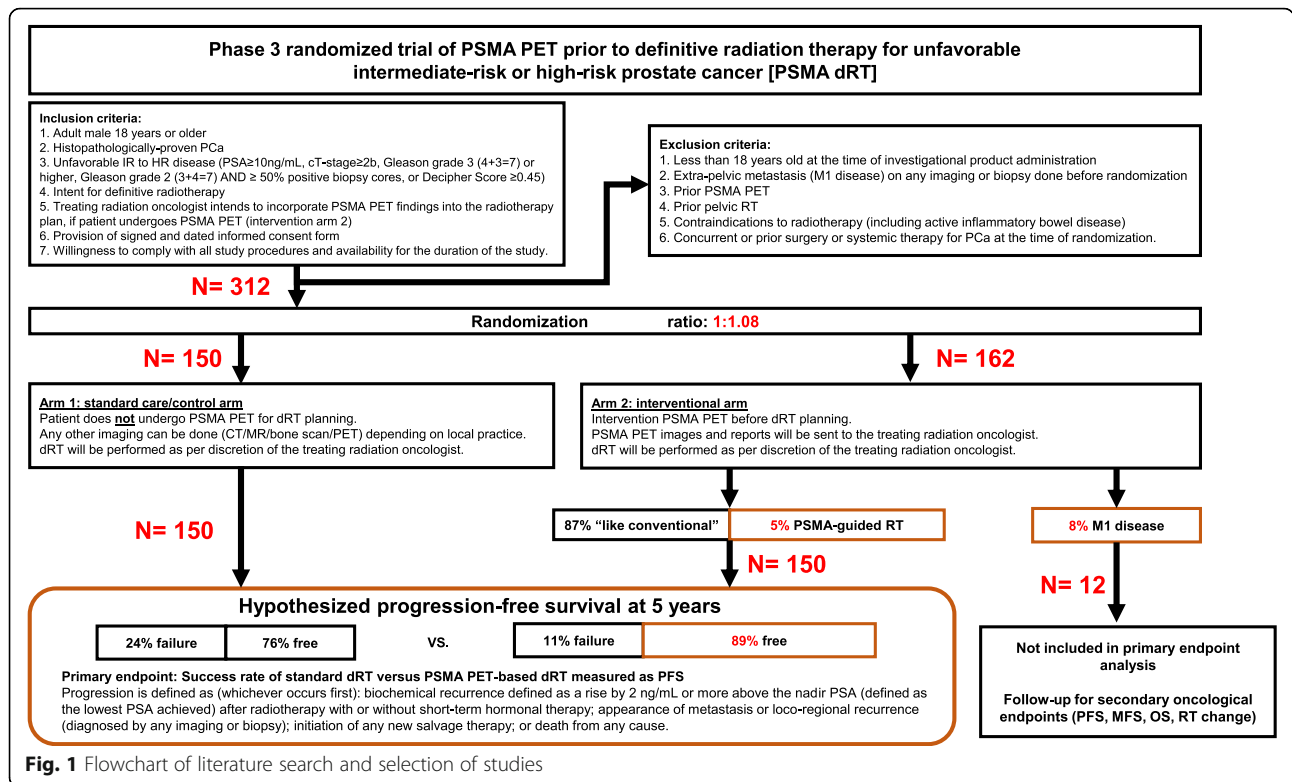 Phase 3 randomized trial of PSMA PET prior to definitive radiation therapy for unfavorable
intermediate-risk or high-risk prostate cancer [PSMA dRT]
Inclusion criteria:
1. Adult male 18 years or older
2. Histopathologically-proven PCa
3. Unfavorable IR to HR disease (PSA≥10ng/mL, cT-stage≥2b, Gleason grade 3 (4+3=7) or
higher, Gleason grade 2 (3+4=7) AND ≥ 50% positive biopsy cores, or Decipher Score ≥0.45)
4. Intent for definitive radiotherapy
5. Treating radiation oncologist intends to incorporate PSMA PET findings into the radiotherapy
plan, if patient undergoes PSMA PET (intervention arm 2)
6. Provision of signed and dated informed consent form
7. Willingness to comply with all study procedures and availability for the duration of the study.
Exclusion criteria:
1. Less than 18 years old at the time of investigational product administration
2. Extra-pelvic metastasis (M1 disease) on any imaging or biopsy done before randomization
3. Prior PSMA PET
4. Prior pelvic RT
5. Contraindications to radiotherapy (including active inflammatory bowel disease)
6. Concurrent or prior surgery or systemic therapy for PCa at the time of randomization.
N= 312
Randomization ratio: 1:1.08
N= 150
N= 162
Arm 1: standard care/control arm
Patient does not undergo PSMA PET for dRT planning.
Any other imaging can be done (CT/MR/bone scan/PET) depending on local practice.
dRT will be performed as per discretion of the treating radiation oncologist.
Arm 2: interventional arm
Intervention PSMA PET before dRT planning.
PSMA PET images and reports will be sent to the treating radiation oncologist.
dRT will be performed as per discretion of the treating radiation oncologist.
87% “like conventional” 5% PSMA-guided RT
8% M1 disease
N= 150
N= 150
N= 12
Hypothesized progression-free survival at 5 years
24% failure 76% free VS. 11% failure 89% free
Primary endpoint: Success rate of standard dRT versus PSMA PET-based dRT measured as PFS
Progression is defined as (whichever occurs first): biochemical recurrence defined as a rise by 2 ng/mL or more above the nadir PSA (defined as
the lowest PSA achieved) after radiotherapy with or without short-term hormonal therapy; appearance of metastasis or loco-regional recurrence
(diagnosed by any imaging or biopsy); initiation of any new salvage therapy; or death from any cause.
Not included in primary endpoint
analysis
Follow-up for secondary oncological
endpoints (PFS, MFS, OS, RT change)
Fig. 1 Flowchart of literature search and selection of studies